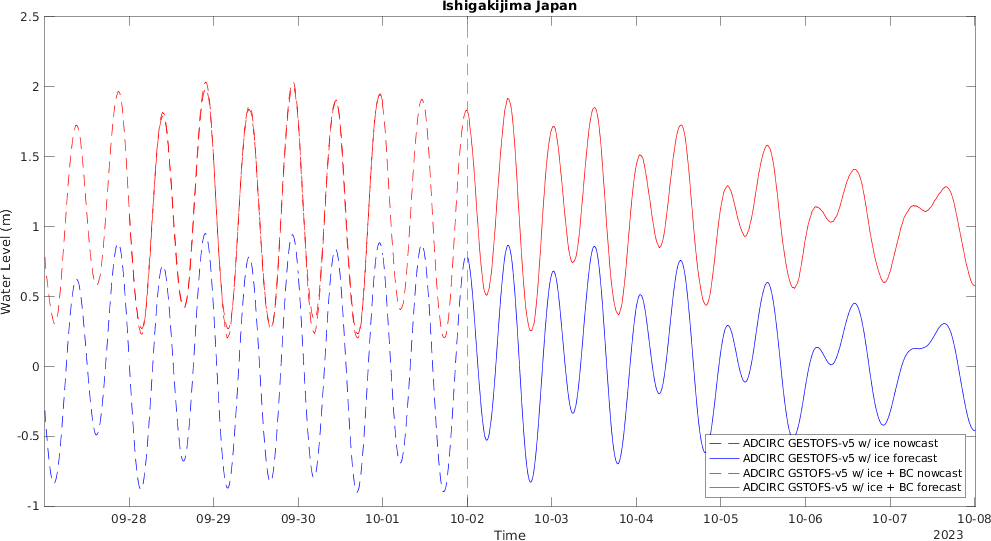 Ishigakijima Japan
2.5
2
1.5
1
0.5
0
-0.5
-1
Water Level (m)
ADCIRC GESTOFS-v5 w/ ice nowcast
ADCIRC GESTOFS-v5 w/ ice forecast
ADCIRC GSTOFS-v5 w/ ice + BC nowcast
ADCIRC GSTOFS-v5 w/ ice + BC forecast
09-28 09-29 09-30 10-01 10-02 10-03 10-04 10-05 10-06 10-07 10-08
Time
2023